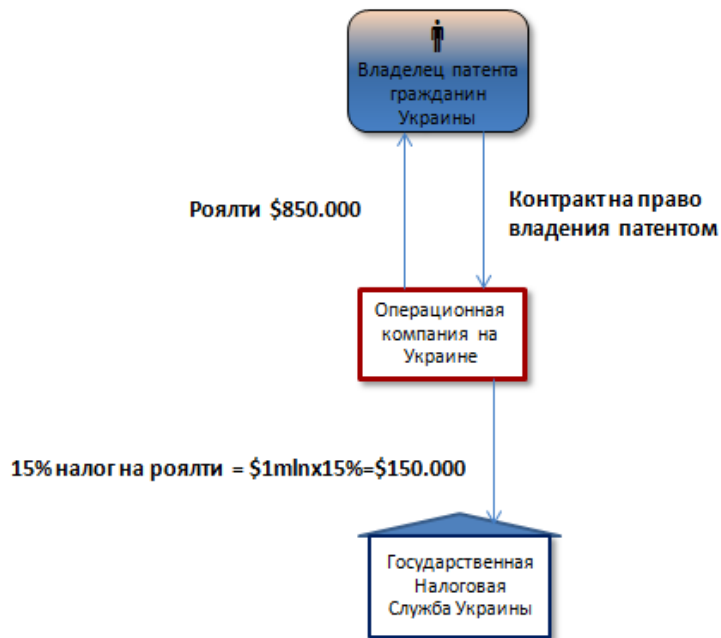 Владелец патента
гражданин
Украины
Роялти $850.000
Контракт на право
владения патентом
Операционная
компания на
Украине
15% налог на роялти = $1mlnx15%=$150.000
Государственная
Налоговая
Служба Украины